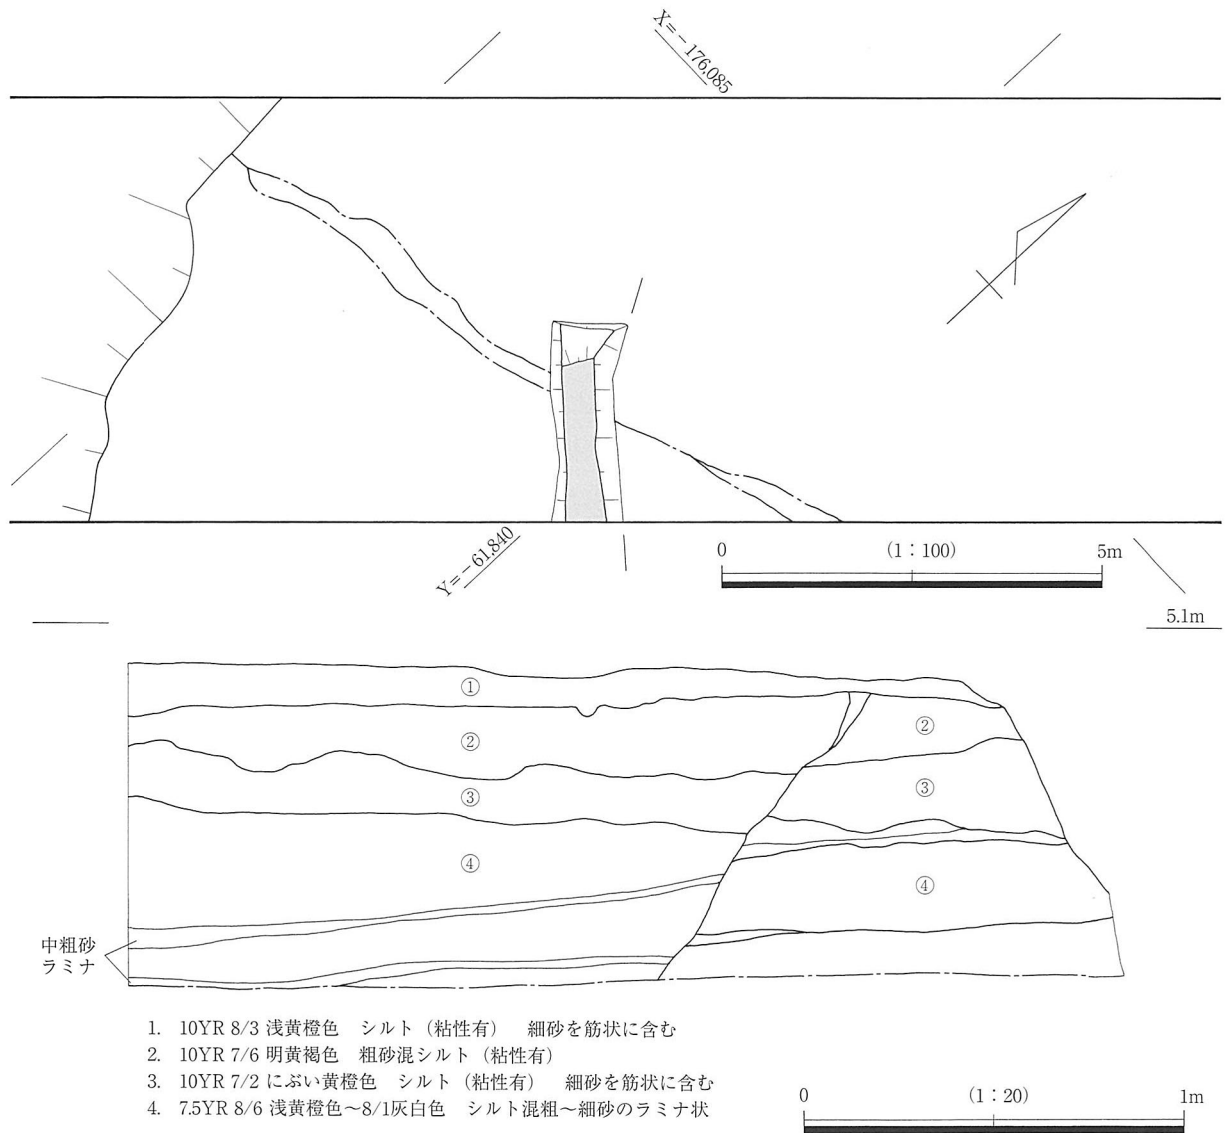 X=-176,085
Y=-61,840
0 (1：100) 5m
5.1m
①
②
②
③
③
④
④
中粗砂
ラミナ
1. 10YR 8/3 浅黄橙色　シルト（粘性有）　細砂を筋状に含む
2. 10YR 7/6 明黄褐色　粗砂混シルト（粘性有）
3. 10YR 7/2 にぶい黄橙色　シルト（粘性有）　細砂を筋状に含む
4. 7.5YR 8/6 浅黄橙色～8/1灰白色　シルト混粗～細砂のラミナ状
0 (1：20) 1m